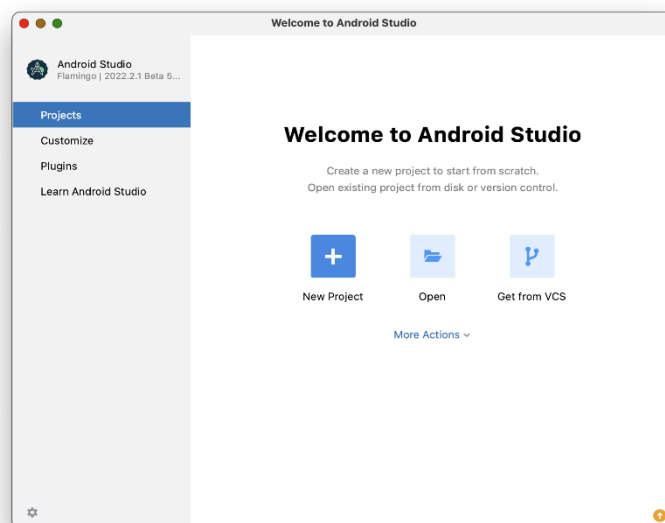 Welcome to Android Studio
Android Studio
Flamingo | 2022.2.1 Beta 5...
Projects
Customize
Plugins
Learn Android Studio
Welcome to Android Studio
Create a new project to start from scratch.
Open existing project from disk or version control.
New Project
Open
Get from VCS
More Actions